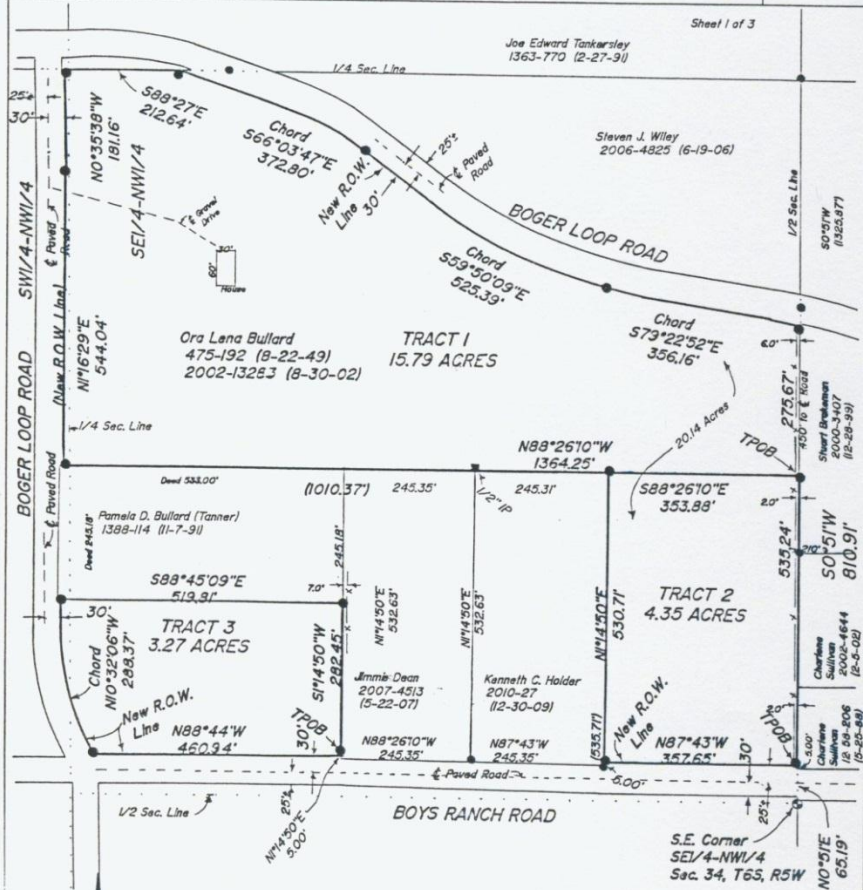 Sheet 1 of 3
Joe Edward Tankersley
1363-770 (2-27-91)
1/4 Sec. Line
25'±
30'
S88°27'E
212.64'
Chord
S66°03'47"E
372.80'
N0°35'38"W
181.16'
SE1/4-NW1/4
SW1/4-NW1/4
Steven J. Wiley
2006-4825 (6-19-06)
25'±
℄ Paved
Road
New R.O.W.
Line
30'
1/2 Sec. Line
S0°51'W
(1325.87')
℄ Paved
Road
℄ Gravel
Drive
30'
60'
House
BOGER LOOP ROAD
Chord
S59°50'09"E
525.39'
Chord
S79°22'52"E
356.16'
(New R.O.W. Line)
N1°16'29"E
544.04'
Ora Lena Bullard
475-192 (8-22-49)
2002-13283 (8-30-02)
TRACT 1
15.79 ACRES
6.0'
275.67'
450' to ℄ Road
Stuart Brakeman
2000-3407
(12-28-99)
20.14 Acres
TPOB
BOGER LOOP ROAD
1/4 Sec. Line
N88°26'10"W
1364.25'
Deed 533.00'
(1010.37')
245.35'
1/2" IP
245.31'
S88°26'10"E
353.88'
℄ Paved Road
Deed 245.18'
Pamela D. Bullard (Tanner)
1388-114 (11-7-91)
245.18'
2.0'
535.24'
210'
S0°51'W
810.91'
S88°45'09"E
519.81'
7.0'
N1°14'50"E
532.63'
N1°14'50"E
532.63'
N1°14'50"E
530.71'
TRACT 2
4.35 ACRES
30'
TRACT 3
3.27 ACRES
Chord
N10°32'06"W
288.37'
S1°14'50"W
282.45'
Jimmie Dean
2007-4513
(5-22-07)
Kenneth C. Holder
2010-27
(12-30-09)
Charlene
Sullivan
2002-4644
(2-5-02)
New R.O.W.
Line
N88°44'W
460.94'
TPOB
30'
N88°26'10"W
245.35'
N87°43'W
245.35'
(535.71')
New R.O.W.
Line
N87°43'W
357.65'
2.0'
TPOB
5.00'
Charlene
Sullivan
30'
℄ Paved Road
5.00'
25'±
25'±
1/2 Sec. Line
N1°14'50"E
5.00'
BOYS RANCH ROAD
S.E. Corner
SE1/4-NW1/4
Sec. 34, T6S, R5W
N0°51'E
65.19'